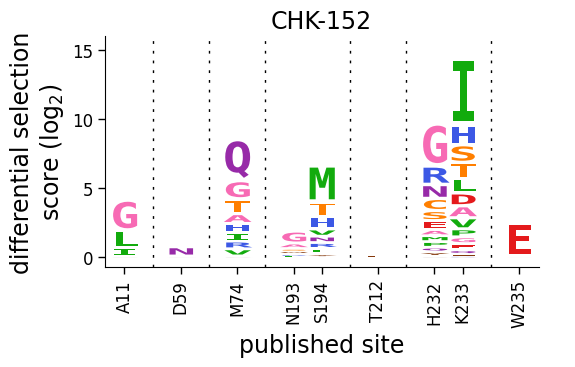 CHK-152
differential selection
score (log2)
15
10
5
0
G
L
I
N
Q
G
T
A
H
I
R
V
G
A
M
T
H
V
N
R
G
R
N
C
S
E
A
M
I
H
S
T
L
D
A
V
P
G
E
A11
D59
M74
N193
S194
T212
H232
K233
W235
published site